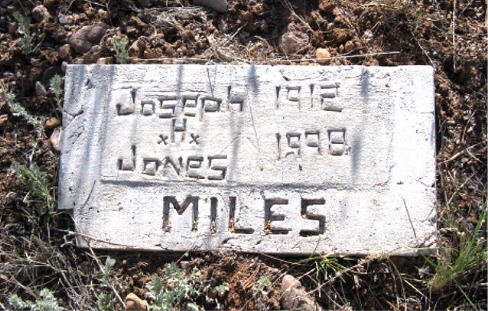 Joseph 1912
x H x
Jones 1998
MILES